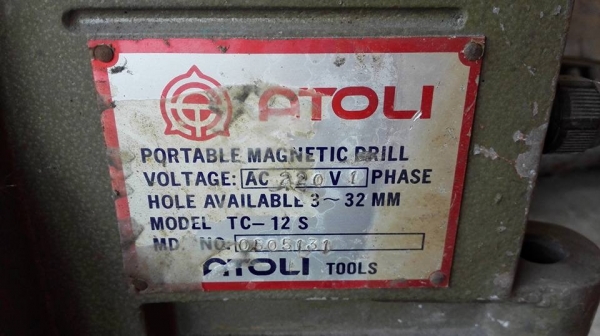 ATOLI
PORTABLE MAGNETIC DRILL
VOLTAGE: AC 220 V 1 PHASE
HOLE AVAILABLE 3~32 MM
MODEL TC-12 S
MD. NO: 0505131
ATOLI TOOLS